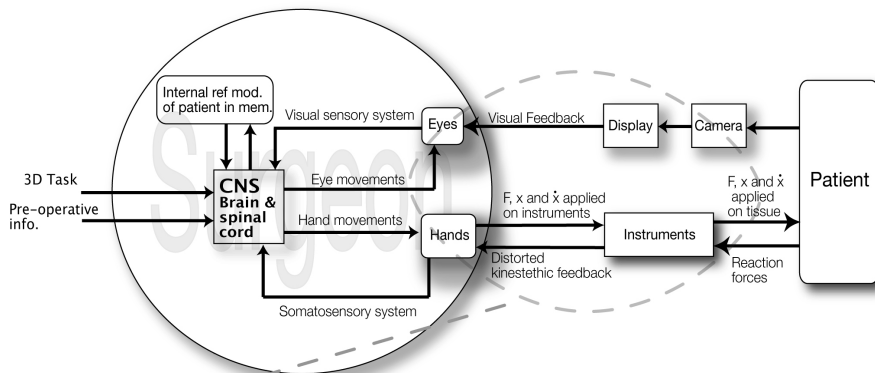 Internal ref mod.
of patient in mem.
Visual sensory system
Eyes
Visual Feedback
Display
Camera
Surgeon
3D Task
Pre-operative
info.
CNS
Brain &
spinal
cord
Eye movements
Hand movements
Hands
F, x and ẋ applied
on instruments
Instruments
F, x and ẋ
applied
on tissue
Patient
Distorted
kinestethic feedback
Reaction
forces
Somatosensory system